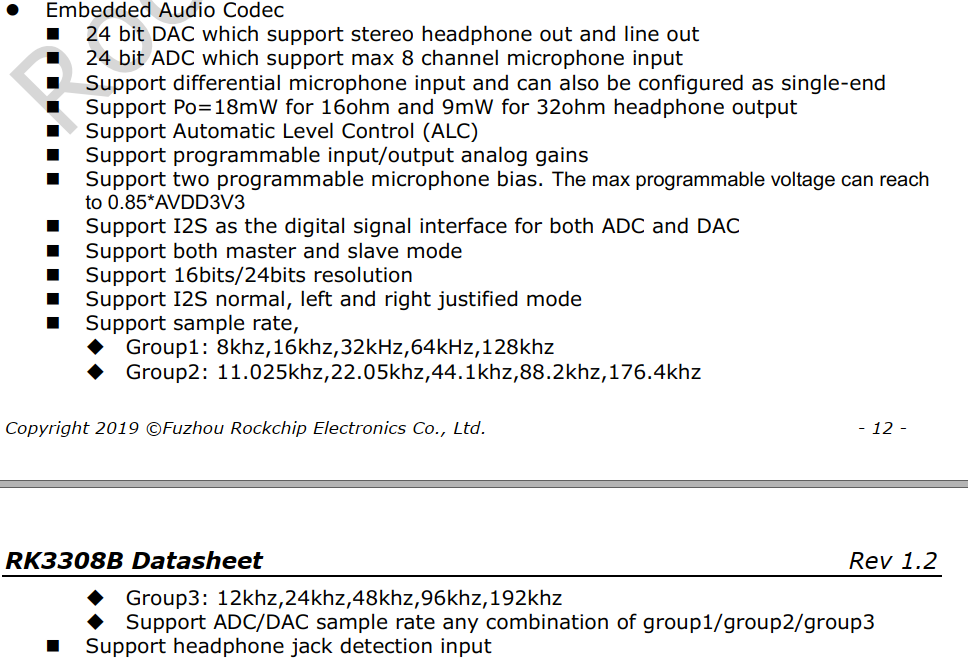 Embedded Audio Codec
24 bit DAC which support stereo headphone out and line out
24 bit ADC which support max 8 channel microphone input
Support differential microphone input and can also be configured as single-end
Support Po=18mW for 16ohm and 9mW for 32ohm headphone output
Support Automatic Level Control (ALC)
Support programmable input/output analog gains
Support two programmable microphone bias. The max programmable voltage can reach
to 0.85*AVDD3V3
Support I2S as the digital signal interface for both ADC and DAC
Support both master and slave mode
Support 16bits/24bits resolution
Support I2S normal, left and right justified mode
Support sample rate,
Group1: 8khz,16khz,32kHz,64kHz,128khz
Group2: 11.025khz,22.05khz,44.1khz,88.2khz,176.4khz
Copyright 2019 ©Fuzhou Rockchip Electronics Co., Ltd. - 12 -
RK3308B Datasheet Rev 1.2
Group3: 12khz,24khz,48khz,96khz,192khz
Support ADC/DAC sample rate any combination of group1/group2/group3
Support headphone jack detection input